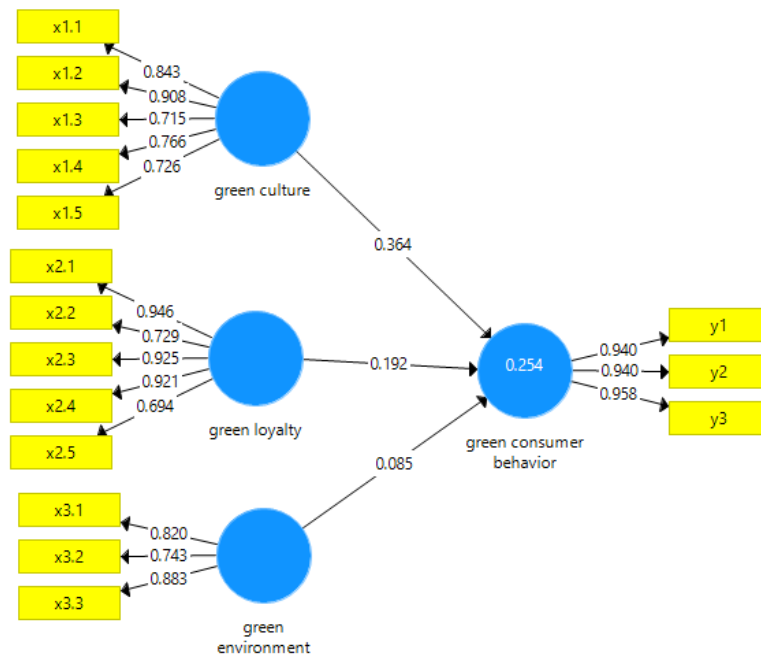 x1.1
x1.2
x1.3
x1.4
x1.5
0.843
0.908
0.715
0.766
0.726
green culture
0.364
x2.1
x2.2
x2.3
x2.4
x2.5
0.946
0.729
0.925
0.921
0.694
green loyalty
0.192
x3.1
x3.2
x3.3
0.820
0.743
0.883
green
environment
0.085
0.254
green consumer
behavior
0.940
0.940
0.958
y1
y2
y3